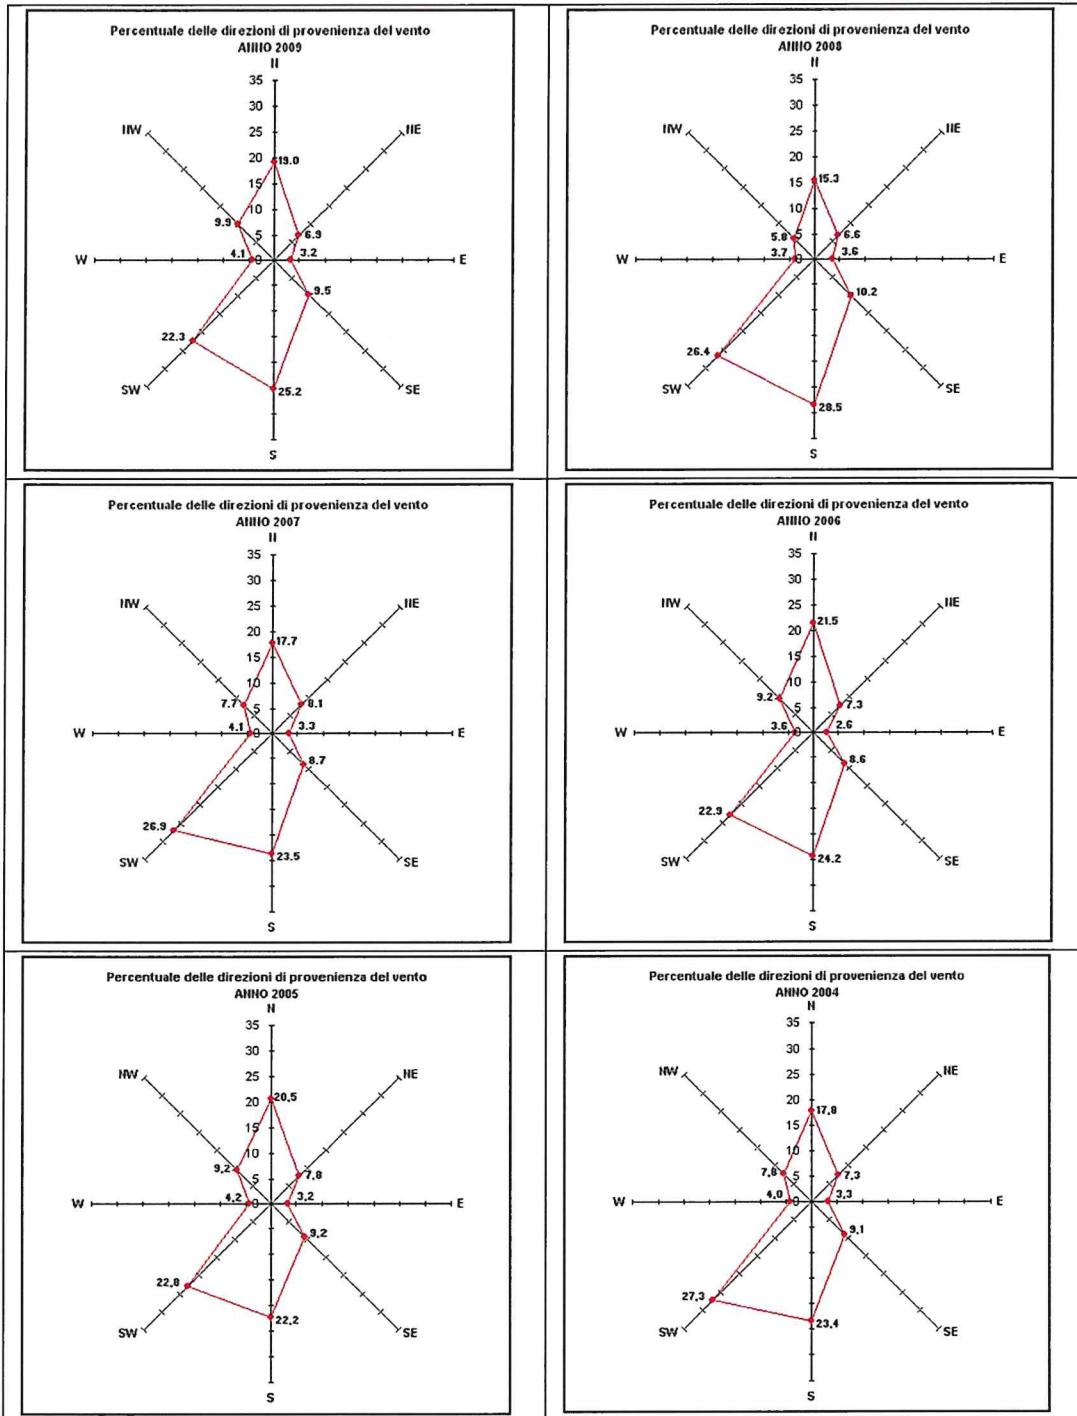 Percentuale delle direzioni di provenienza del vento
ANNO 2009
N
35
30
25
20
15
10
5
0
NW
NE
19.0
9.9
6.9
W
4.1
3.2
E
9.5
22.3
SW
25.2
SE
S
Percentuale delle direzioni di provenienza del vento
ANNO 2008
N
35
30
25
20
15
10
5
0
NW
NE
15.3
5.8
6.6
W
3.7
3.6
E
10.2
26.4
SW
28.5
SE
S
Percentuale delle direzioni di provenienza del vento
ANNO 2007
N
35
30
25
20
15
10
5
0
NW
NE
17.7
7.7
8.1
W
4.1
3.3
E
8.7
26.9
SW
23.5
SE
S
Percentuale delle direzioni di provenienza del vento
ANNO 2006
N
35
30
25
20
15
10
5
0
NW
NE
21.5
9.2
7.3
W
3.6
2.6
E
8.6
22.9
SW
24.2
SE
S
Percentuale delle direzioni di provenienza del vento
ANNO 2005
N
35
30
25
20
15
10
5
0
NW
NE
20,5
9,2
7,8
W
4,2
3,2
E
9,2
22,8
SW
22,2
SE
S
Percentuale delle direzioni di provenienza del vento
ANNO 2004
N
35
30
25
20
15
10
5
0
NW
NE
17,8
7,8
7,3
W
4,0
3,3
E
9,1
27,3
SW
23,4
SE
S